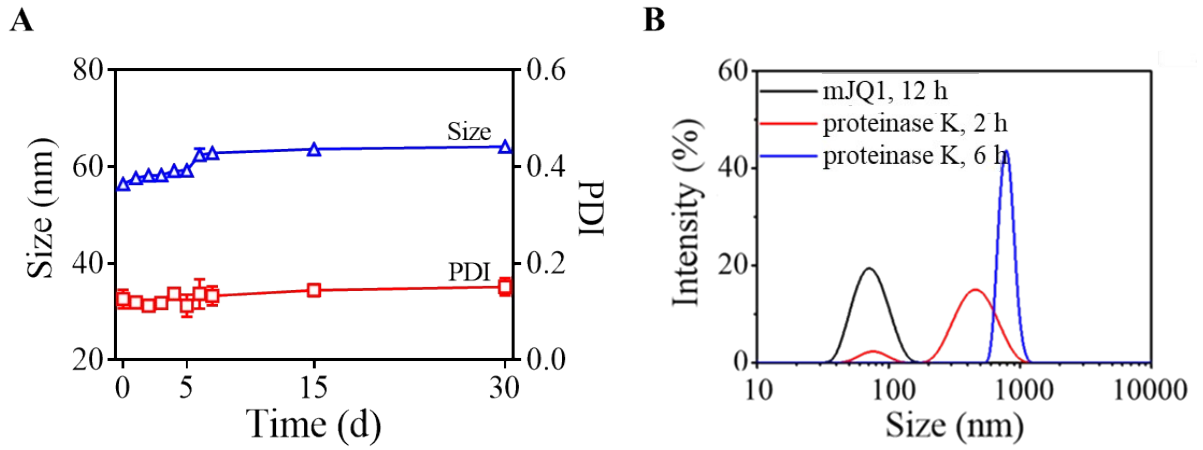 A
80
60
40
20
Size (nm)
0.6
0.4
0.2
0.0
PDI
Size
PDI
0
5
15
30
Time (d)
B
60
40
20
0
Intensity (%)
mJQ1, 12 h
proteinase K, 2 h
proteinase K, 6 h
10
100
1000
10000
Size (nm)